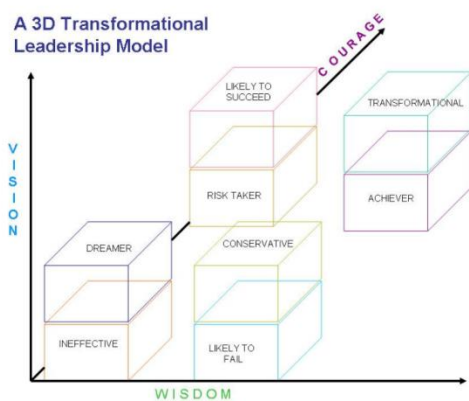 A 3D Transformational
Leadership Model
COURAGE
LIKELY TO
SUCCEED
TRANSFORMATIONAL
VISION
RISK TAKER
ACHIEVER
DREAMER
CONSERVATIVE
INEFFECTIVE
LIKELY TO
FAIL
WISDOM